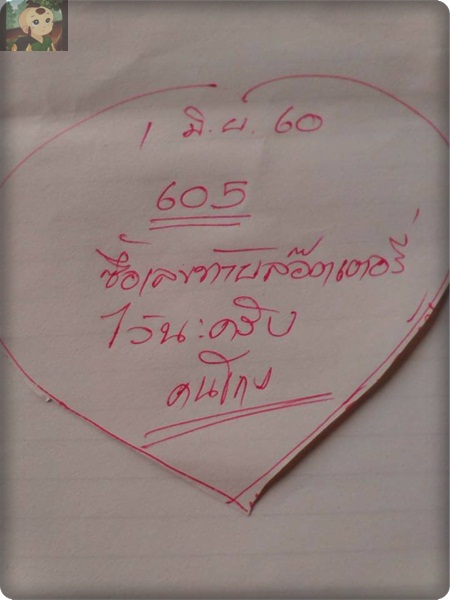 1 มิ.ย. 60
605
ซื้อเลขท้ายล๊อตเตอรี่
ไว้นะครับ
คนโก้